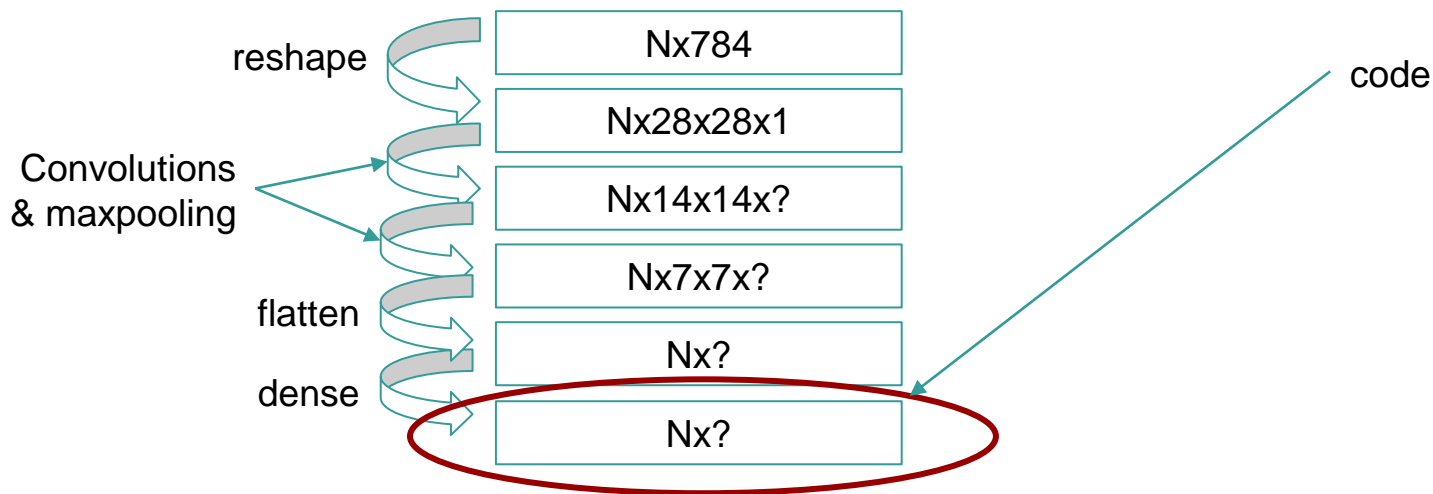 Nx784
reshape
code
Nx28x28x1
Convolutions
& maxpooling
Nx14x14x?
Nx7x7x?
flatten
Nx?
dense
Nx?